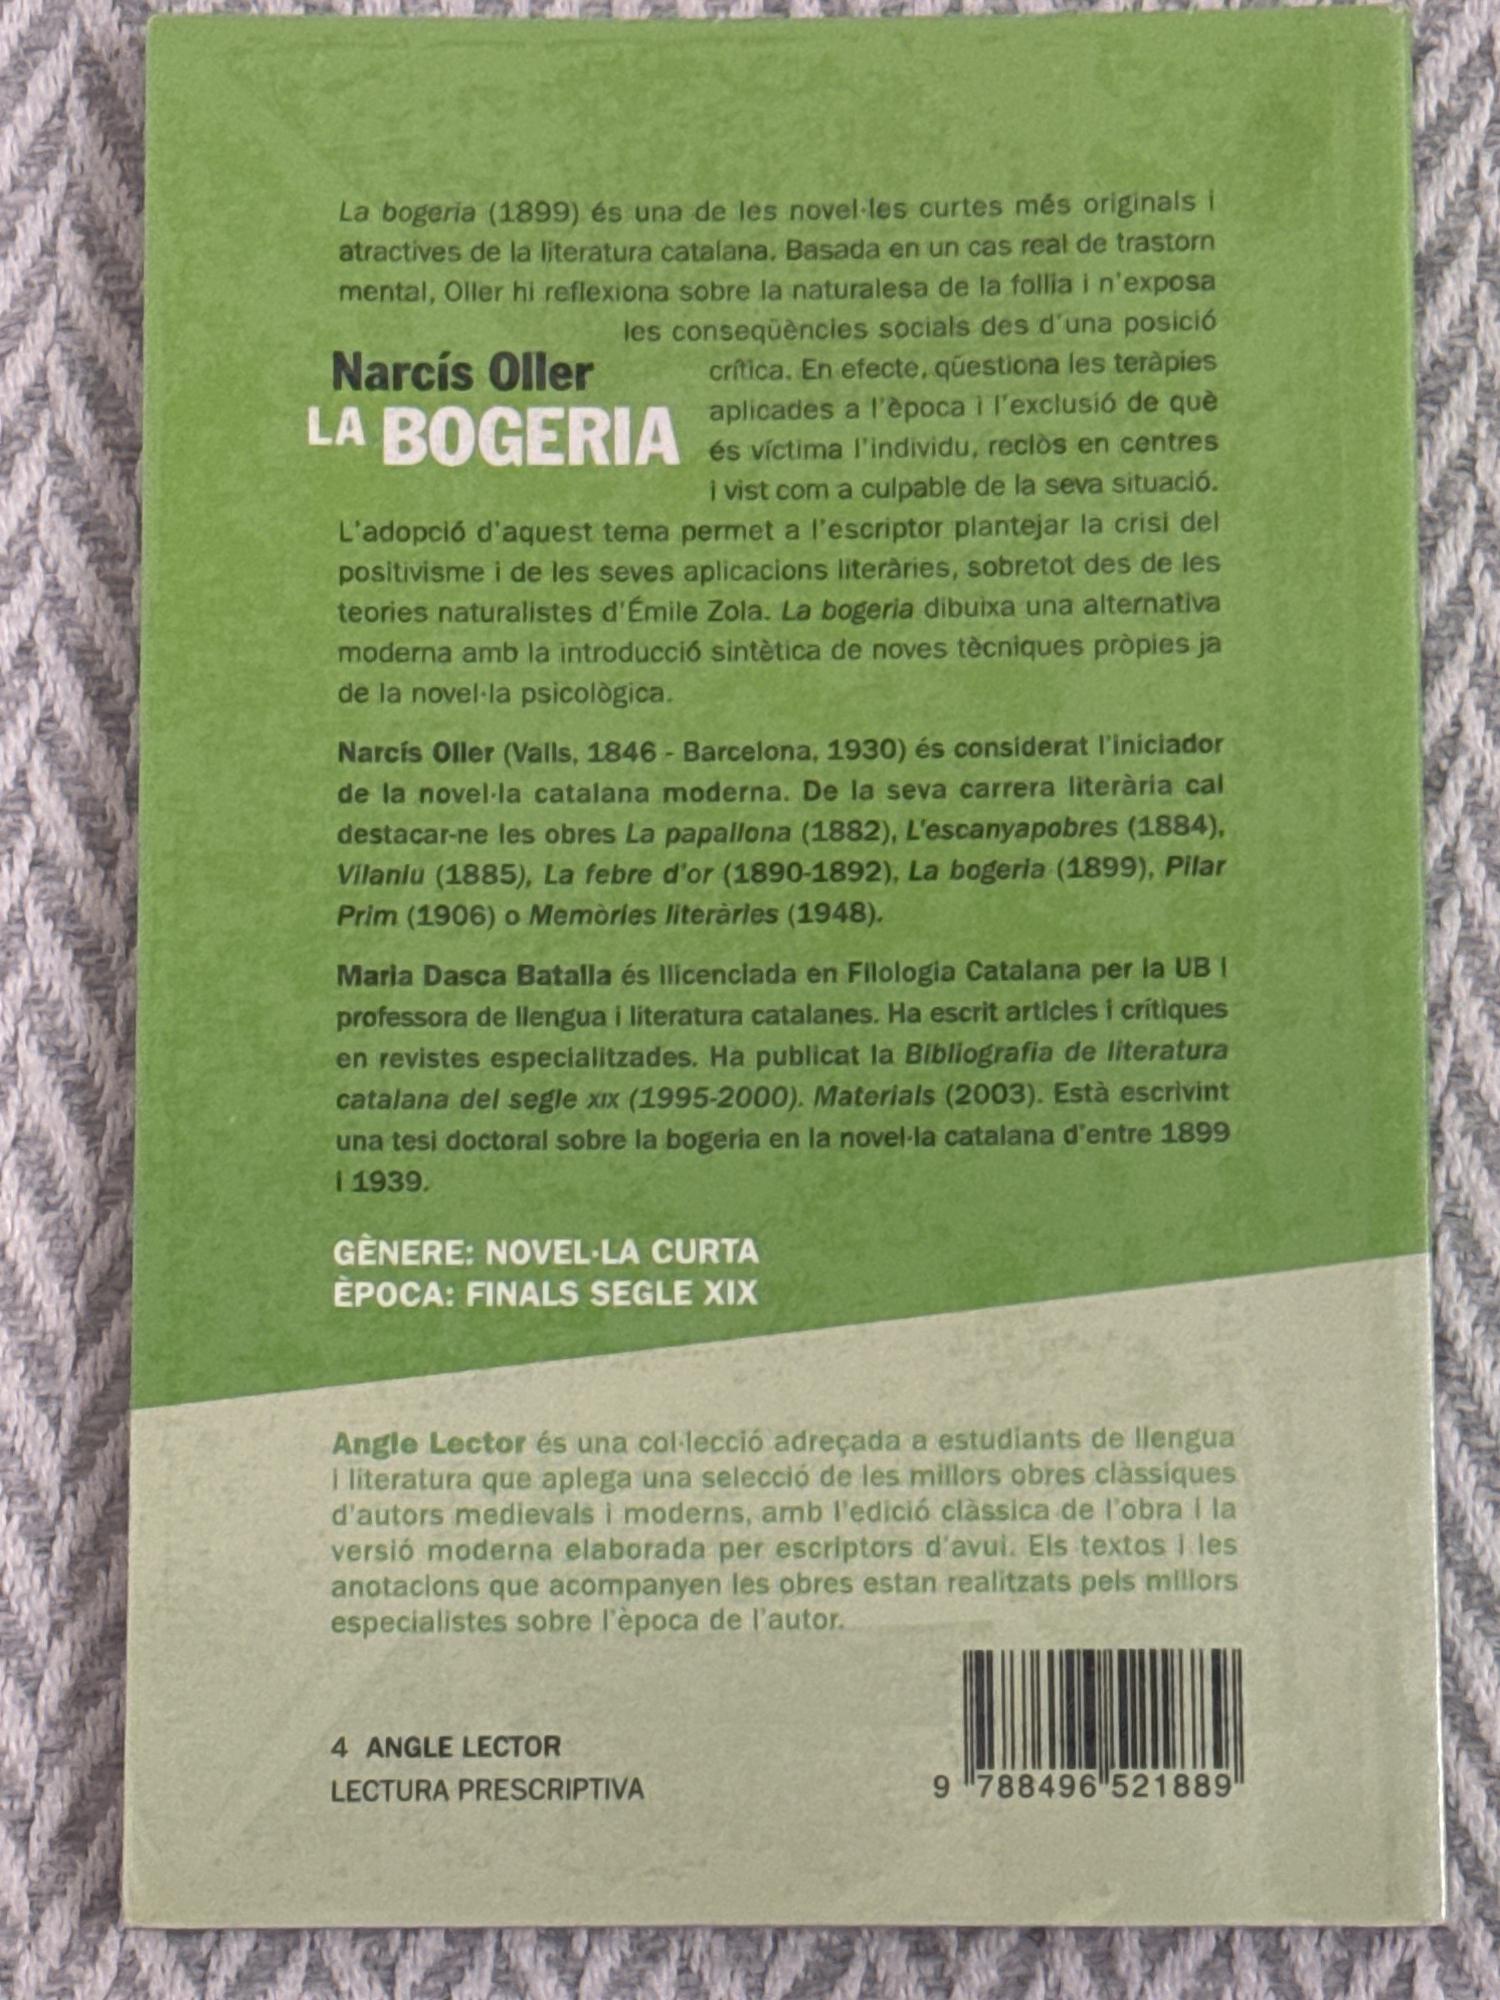 La bogeria (1899) és una de les novel·les curtes més originals i
atractives de la literatura catalana. Basada en un cas real de trastorn
mental, Oller hi reflexiona sobre la naturalesa de la follia i n'exposa
les conseqüències socials des d'una posició
crítica. En efecte, qüestiona les teràpies
aplicades a l'època i l'exclusió de què
és víctima l'individu, reclòs en centres
i vist com a culpable de la seva situació.
Narcís Oller
LA BOGERIA
L'adopció d'aquest tema permet a l'escriptor plantejar la crisi del
positivisme i de les seves aplicacions literàries, sobretot des de les
teories naturalistes d'Émile Zola. La bogeria dibuixa una alternativa
moderna amb la introducció sintètica de noves tècniques pròpies ja
de la novel·la psicològica.
Narcís Oller (Valls, 1846 - Barcelona, 1930) és considerat l'iniciador
de la novel·la catalana moderna. De la seva carrera literària cal
destacar-ne les obres La papallona (1882), L'escanyapobres (1884),
Vilaniu (1885), La febre d'or (1890-1892), La bogeria (1899), Pilar
Prim (1906) o Memòries literàries (1948).
Maria Dasca Batalla és llicenciada en Filologia Catalana per la UB i
professora de llengua i literatura catalanes. Ha escrit articles i crítiques
en revistes especialitzades. Ha publicat la Bibliografia de literatura
catalana del segle XIX (1995-2000). Materials (2003). Està escrivint
una tesi doctoral sobre la bogeria en la novel·la catalana d'entre 1899
i 1939.
GÈNERE: NOVEL·LA CURTA
ÈPOCA: FINALS SEGLE XIX
Angle Lector és una col·lecció adreçada a estudiants de llengua
i literatura que aplega una selecció de les millors obres clàssiques
d'autors medievals i moderns, amb l'edició clàssica de l'obra i la
versió moderna elaborada per escriptors d'avui. Els textos i les
anotacions que acompanyen les obres estan realitzats pels millors
especialistes sobre l'època de l'autor.
4 ANGLE LECTOR
LECTURA PRESCRIPTIVA
9 788496 521889